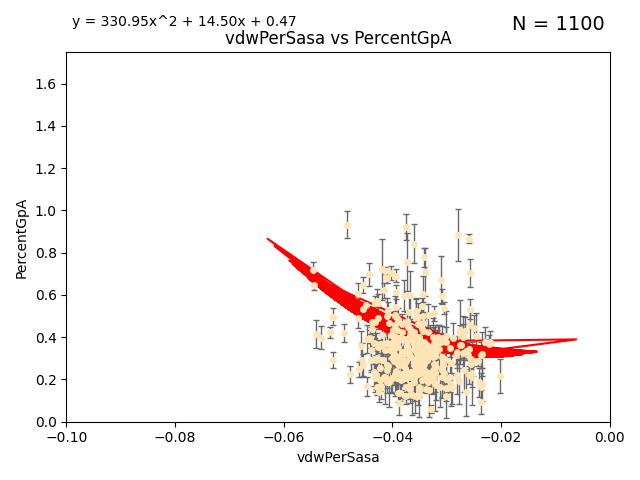 y = 330.95x^2 + 14.50x + 0.47
N = 1100
vdwPerSasa vs PercentGpA
PercentGpA
1.6
1.4
1.2
1.0
0.8
0.6
0.4
0.2
0.0
−0.10 −0.08 −0.06 −0.04 −0.02 0.00
vdwPerSasa